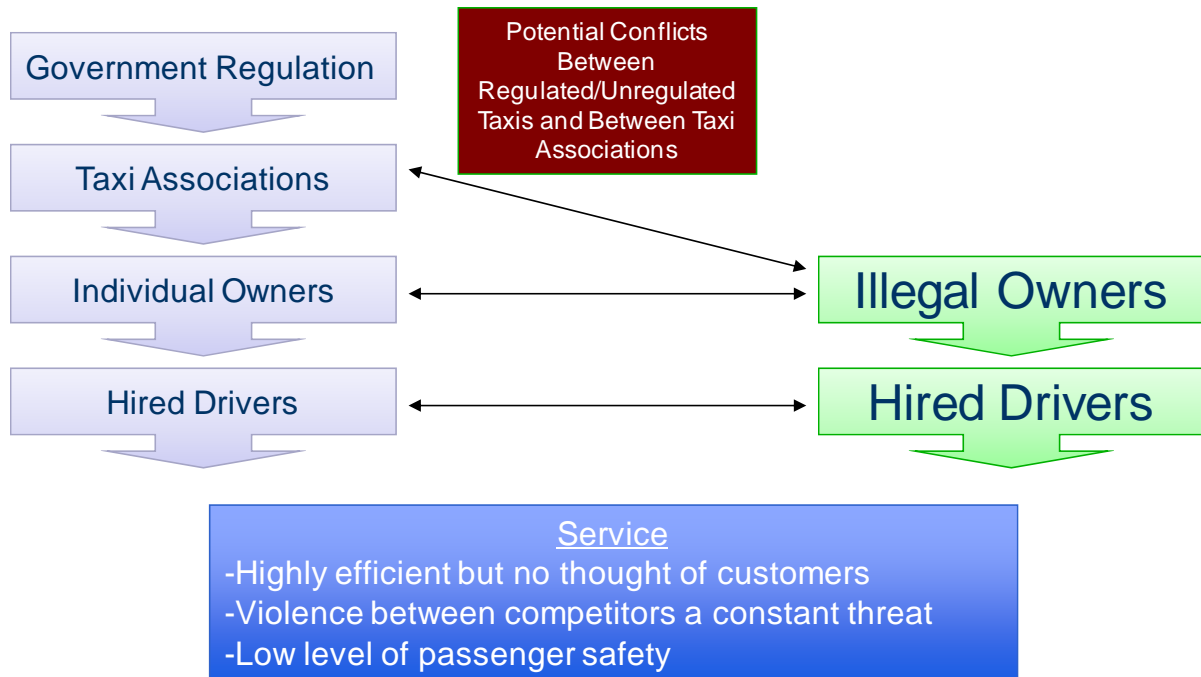 Government Regulation
Potential Conflicts
Between
Regulated/Unregulated
Taxis and Between Taxi
Associations
Taxi Associations
Individual Owners
Illegal Owners
Hired Drivers
Hired Drivers
Service
-Highly efficient but no thought of customers
-Violence between competitors a constant threat
-Low level of passenger safety